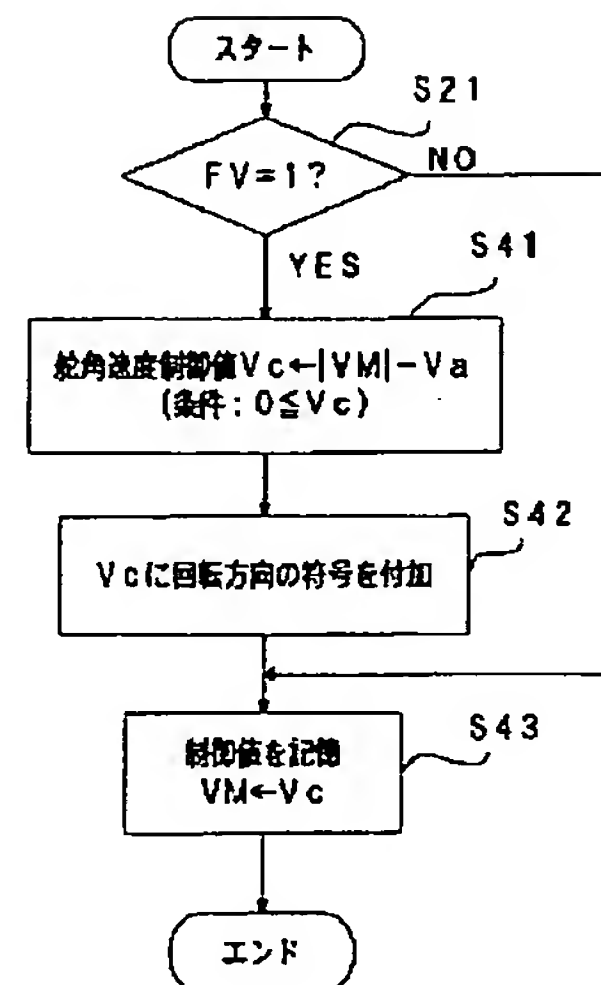 スタート
S21
FV=1?
NO
YES
S41
舵角速度制御値Vc←|VM|-Va
(条件:0≦Vc)
S42
Vcに回転方向の符号を付加
S43
制御値を記憶
VM←Vc
エンド